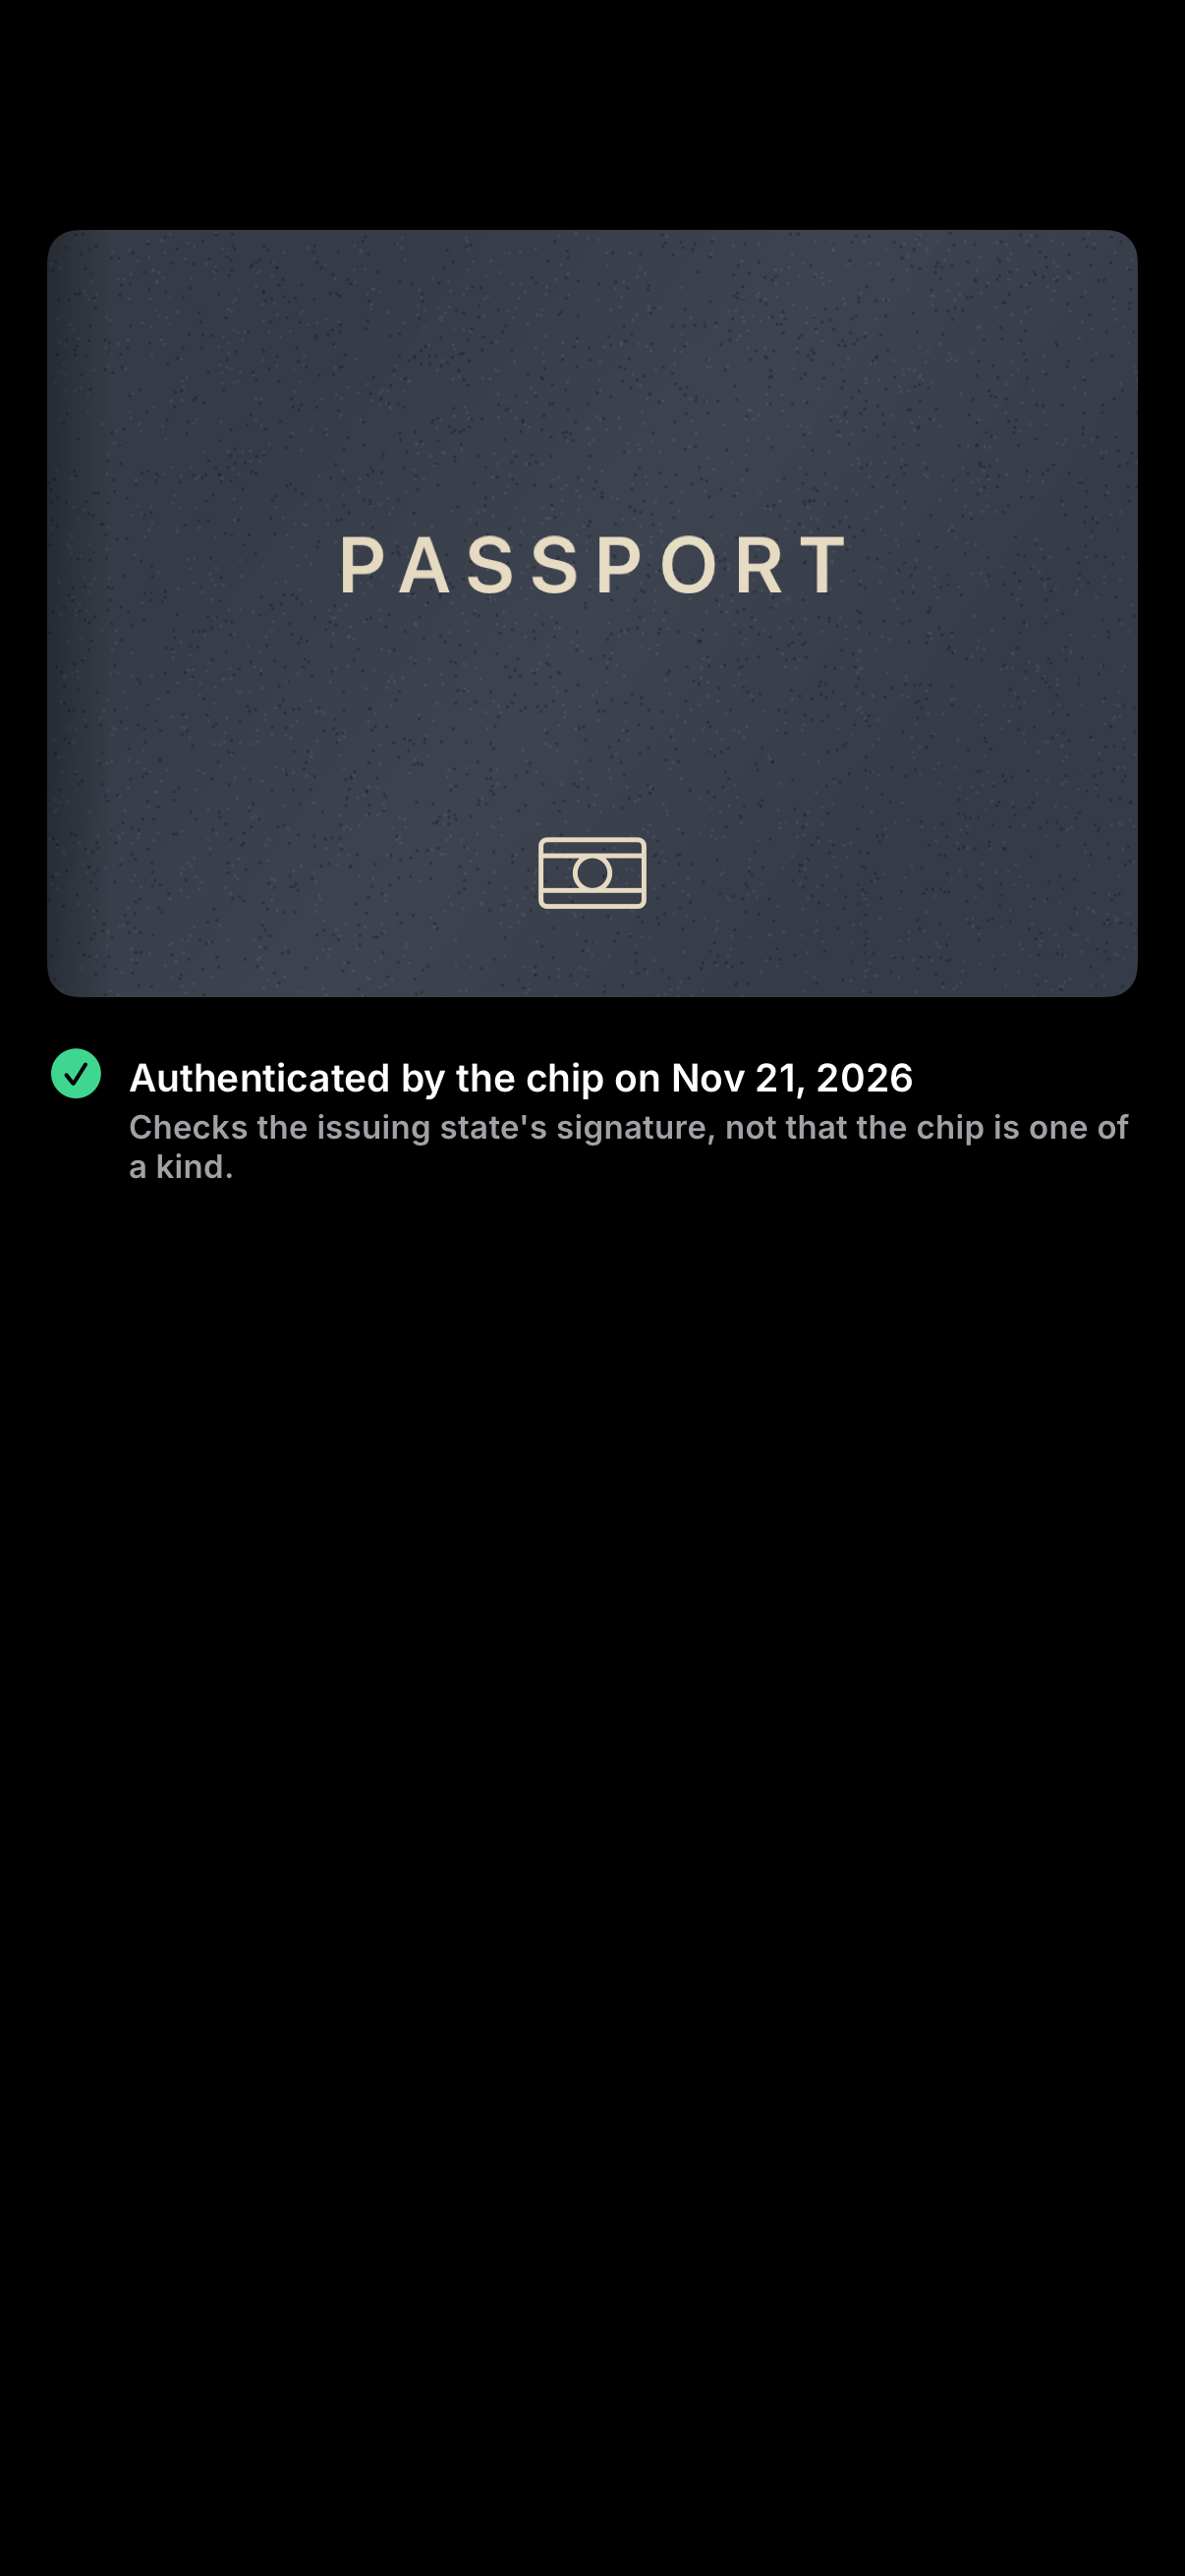 PASSPORT
Authenticated by the chip on Nov 21, 2026
Checks the issuing state's signature, not that the chip is one of
a kind.